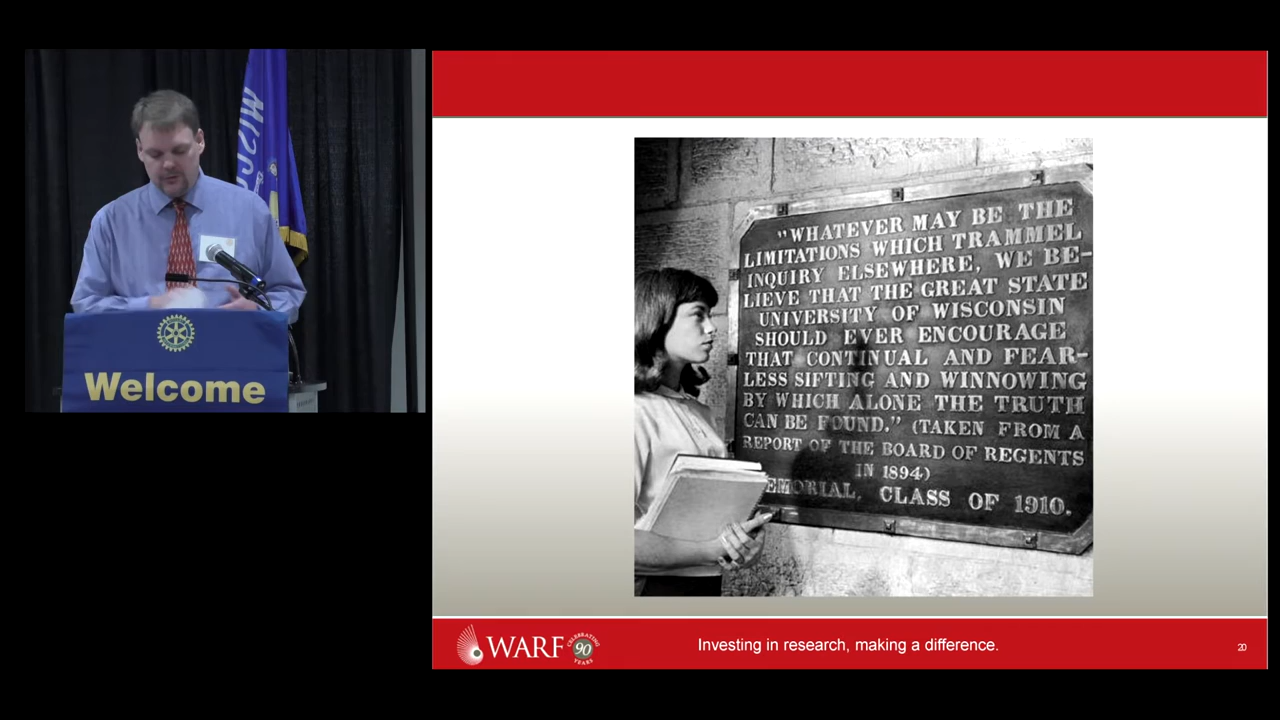 WISCO
Welcome
"WHATEVER MAY BE THE
LIMITATIONS WHICH TRAMMEL
INQUIRY ELSEWHERE, WE BE-
LIEVE THAT THE GREAT STATE
UNIVERSITY OF WISCONSIN
SHOULD EVER ENCOURAGE
THAT CONTINUAL AND FEAR-
LESS SIFTING AND WINNOWING
BY WHICH ALONE THE TRUTH
CAN BE FOUND." (TAKEN FROM A
REPORT OF THE BOARD OF REGENTS
IN 1894)
EMORIAL, CLASS OF 1910.
WARF
CELEBRATING
90
YEARS
Investing in research, making a difference.
20